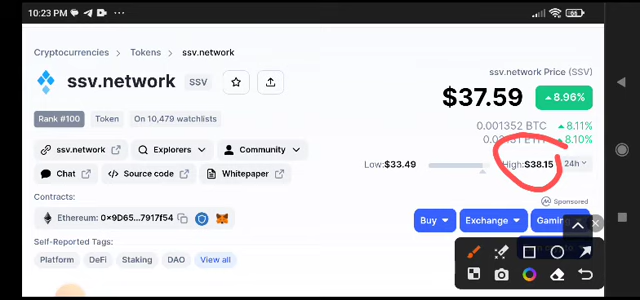 10:23 PM
66
Cryptocurrencies > Tokens > ssv.network
ssv.network SSV
ssv.network Price (SSV)
$37.59 8.96%
Rank #100 Token On 10,479 watchlists
0.001352 BTC 8.11%
8.10%
ssv.network Explorers Community
Low:$33.49 High:$38.15 24h
Chat Source code Whitepaper
Contracts:
Sponsored
Ethereum: 0x9D65...7917f54
Buy Exchange Gaming
Self-Reported Tags:
Platform DeFi Staking DAO View all